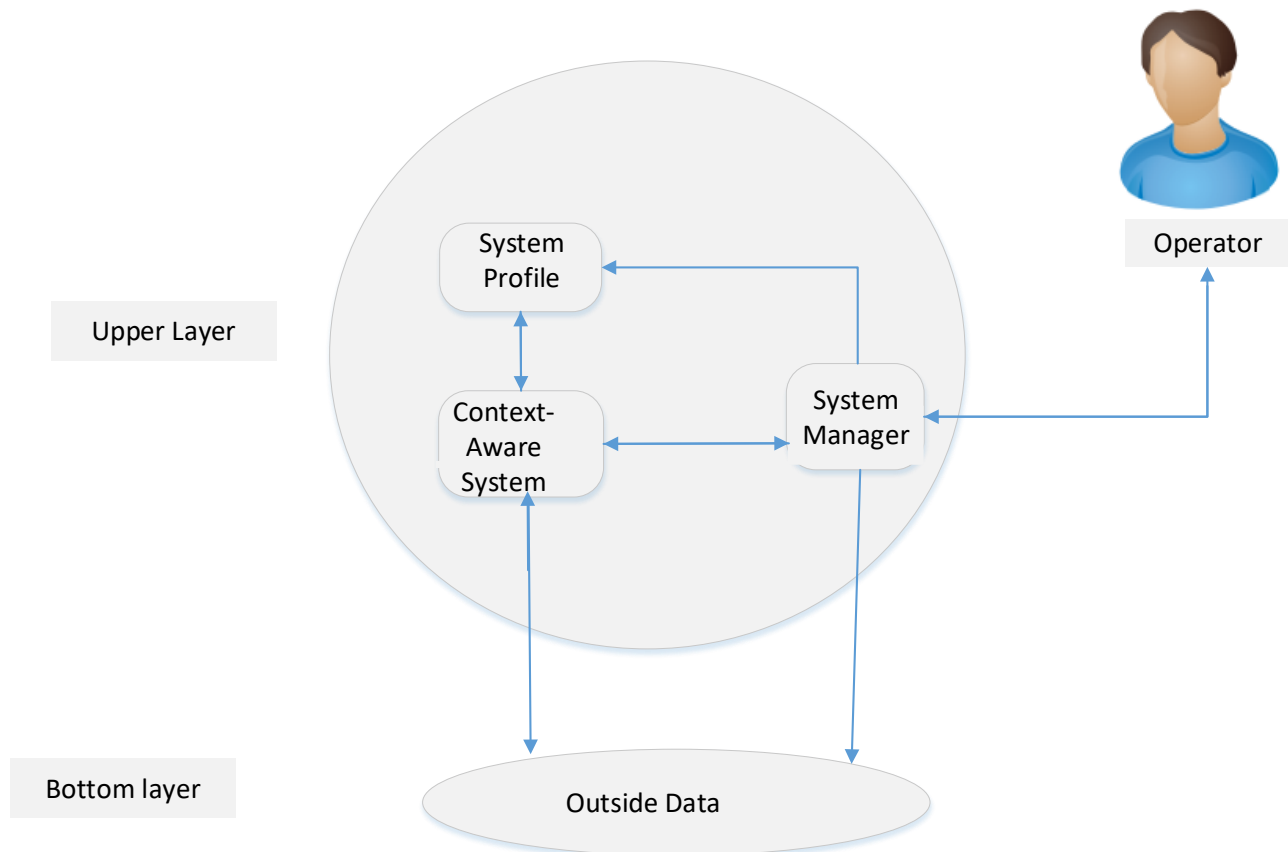 Operator
System
Profile
Upper Layer
Context-
Aware
System
System
Manager
Bottom layer
Outside Data